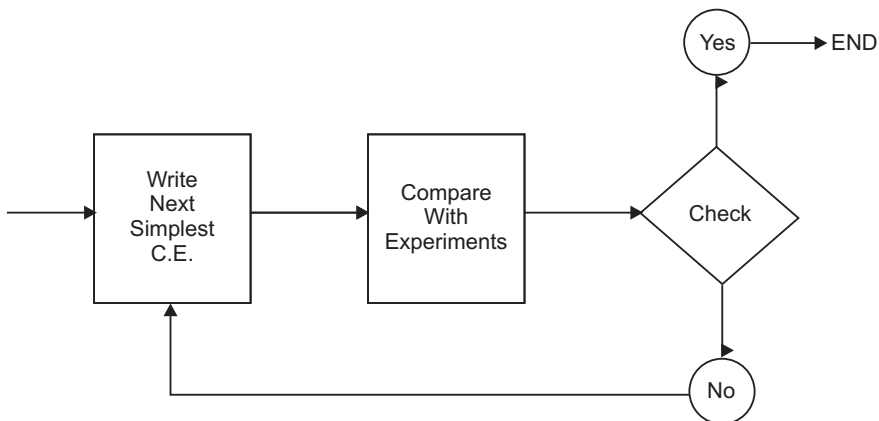 Write
Next
Simplest
C.E.
Compare
With
Experiments
Check
Yes
END
No